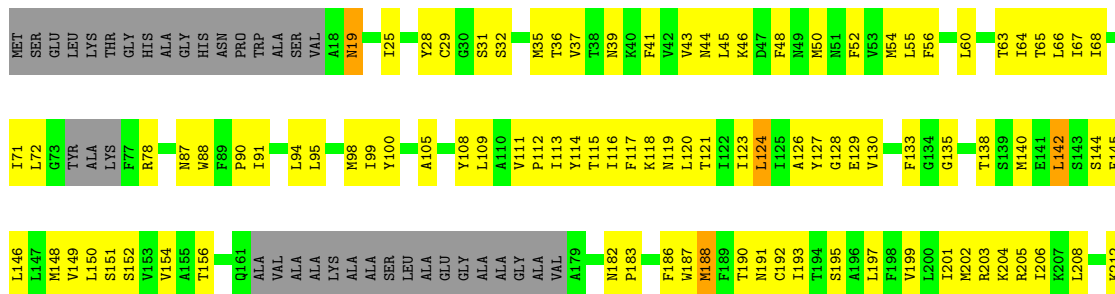 MET SER GLU LEU LYS THR GLY HIS ALA GLY HIS ASN PRO TRP ALA SER VAL A18 N19 I25 Y28 C29 G30 S31 S32 M35 T36 V37 T38 N39 K40 F41 V42 V43 N44 L45 K46 D47 F48 N49 M50 N51 F52 V53 M54 L55 F56 L60 T63 I64 T65 L66 I67 I68
I71 L72 G73 TYR ALA LYS F77 R78 N87 W88 F89 P90 I91 L94 L95 M98 I99 Y100 A105 Y108 L109 A110 V111 P112 I113 Y114 T115 I116 F117 K118 N119 L120 T121 I122 I123 L124 I125 A126 Y127 G128 E129 V130 F133 G134 G135 T138 S139 M140 E141 L142 S143 S144
L146 L147 M148 V149 L150 S151 S152 V153 V154 A155 T156 Q161 ALA VAL ALA ALA LYS ALA ALA SER LEU ALA GLU GLY ALA ALA GLY ALA VAL A179 N182 P183 F186 W187 M188 F189 T190 N191 C192 I193 T194 S195 A196 L197 F198 V199 L200 I201 M202 R203 K204 R205 I206 K207 L208